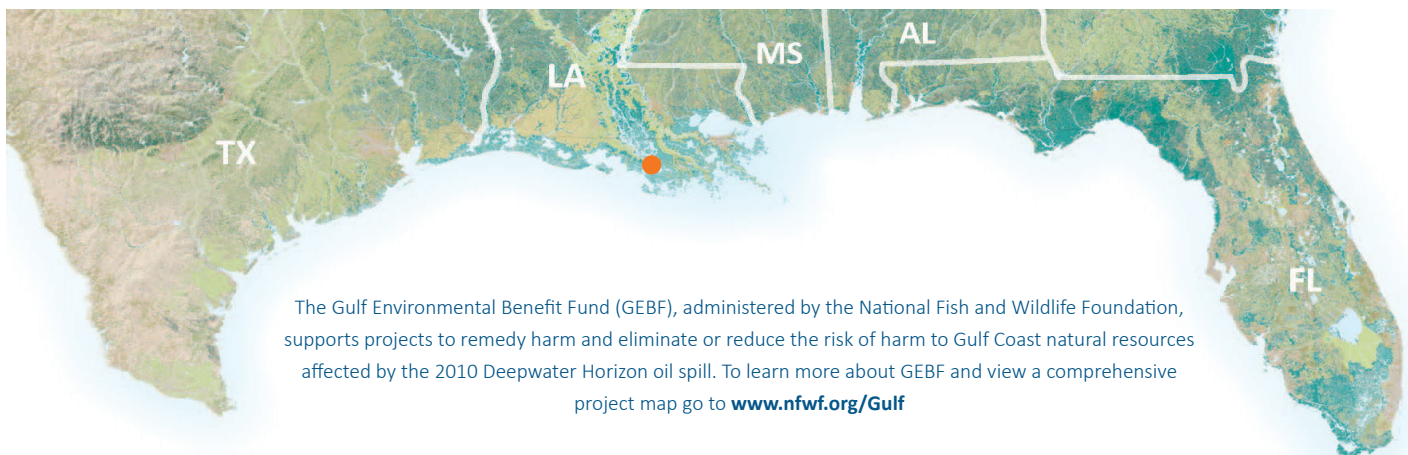 AL
MS
LA
TX
FL
The Gulf Environmental Benefit Fund (GEBF), administered by the National Fish and Wildlife Foundation,
supports projects to remedy harm and eliminate or reduce the risk of harm to Gulf Coast natural resources
affected by the 2010 Deepwater Horizon oil spill. To learn more about GEBF and view a comprehensive
project map go to www.nfwf.org/Gulf